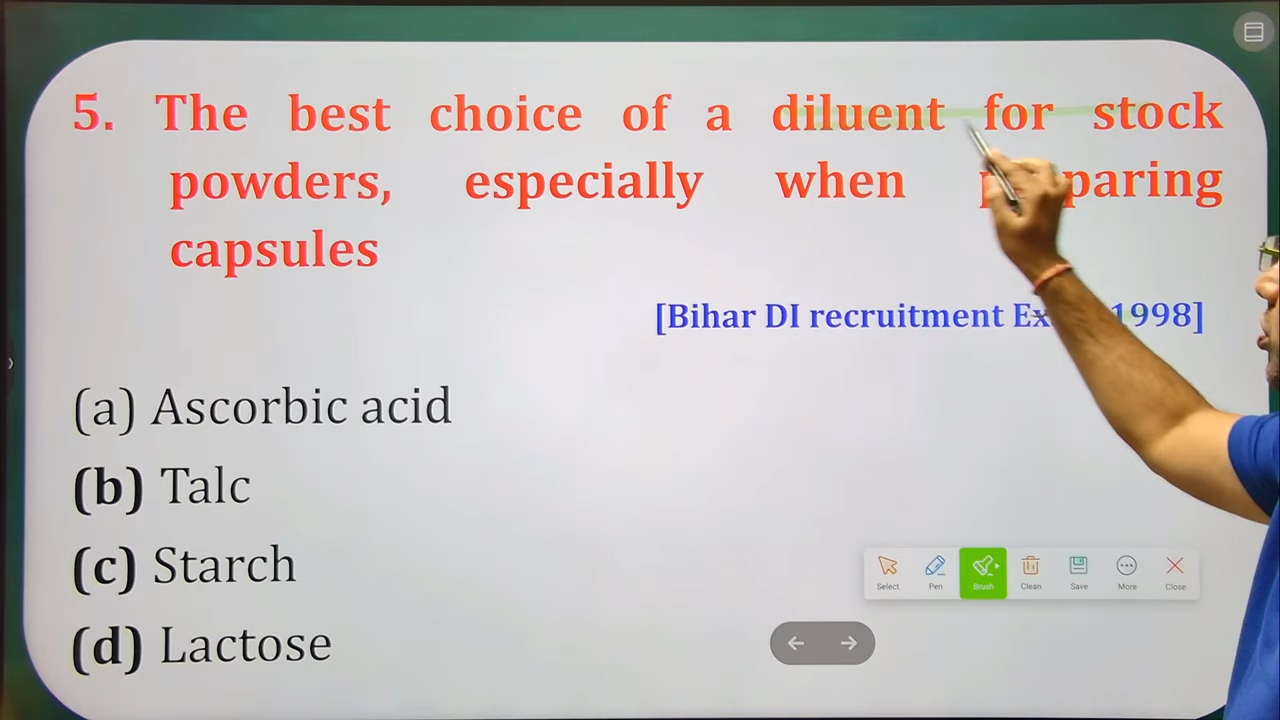 5. The best choice of a diluent for stock
powders, especially when
capsules
[Bihar DI recruitment 1998]
(a) Ascorbic acid
(b) Talc
(c) Starch
(d) Lactose
Select Pen Brush Clean Save More Close